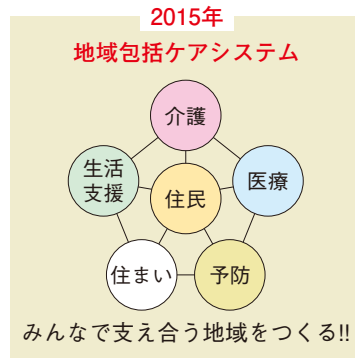 2015年
地域包括ケアシステム
介護
生活
支援
住民
医療
住まい
予防
みんなで支え合う地域をつくる!!